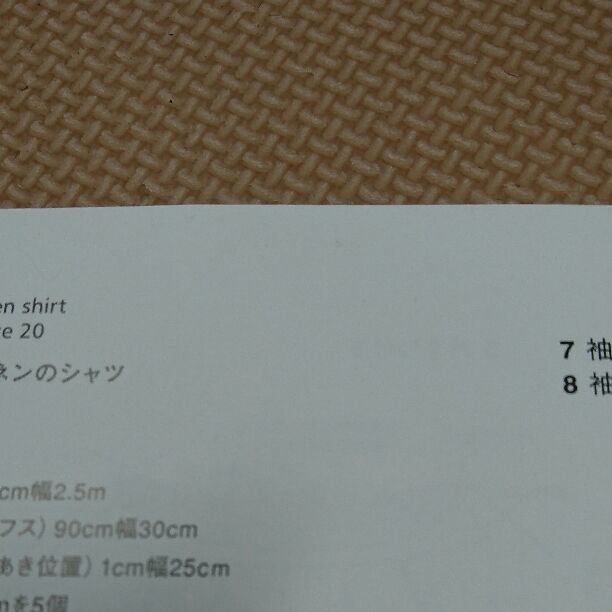 en shirt
e 20
ネンのシャツ
cm幅2.5m
フス) 90cm幅30cm
あき位置) 1cm幅25cm
mを5個
7 袖
8 袖